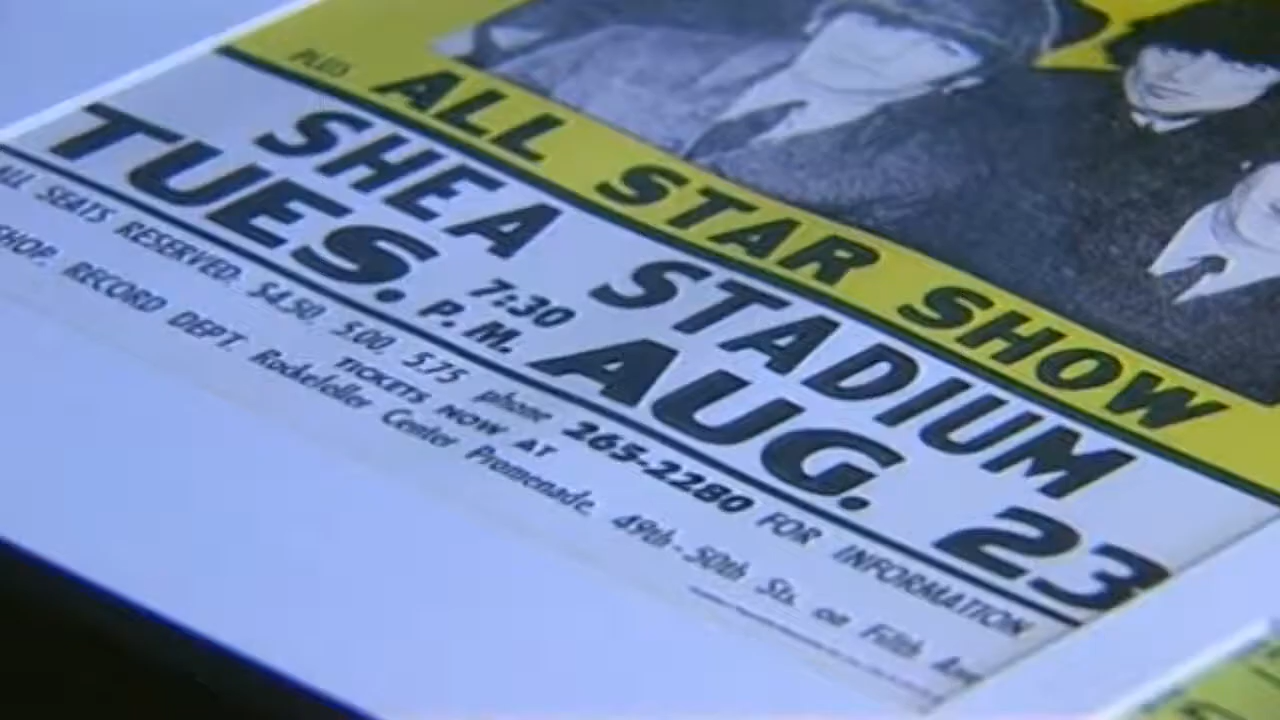 PLUS ALL STAR SHOW
SHEA STADIUM
TUES. 7:30 P. M. AUG. 23
ALL SEATS RESERVED: $4.50, 5.00, 5.75 phone 265-2280 FOR INFORMATION
TICKETS NOW AT
SHOP, RECORD DEPT. Rockefeller Center Promenade, 49th-50th Sts. on Fifth